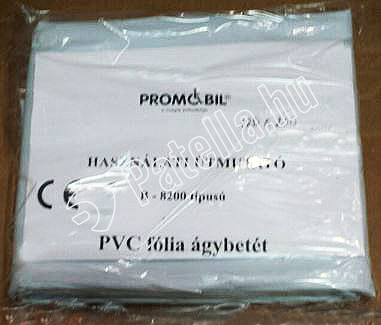 PROMOBIL®
HASZNÁLATI ÚTMUTATÓ
CE
B - 8200 típusú
PVC fólia ágybetét
Patella.hu